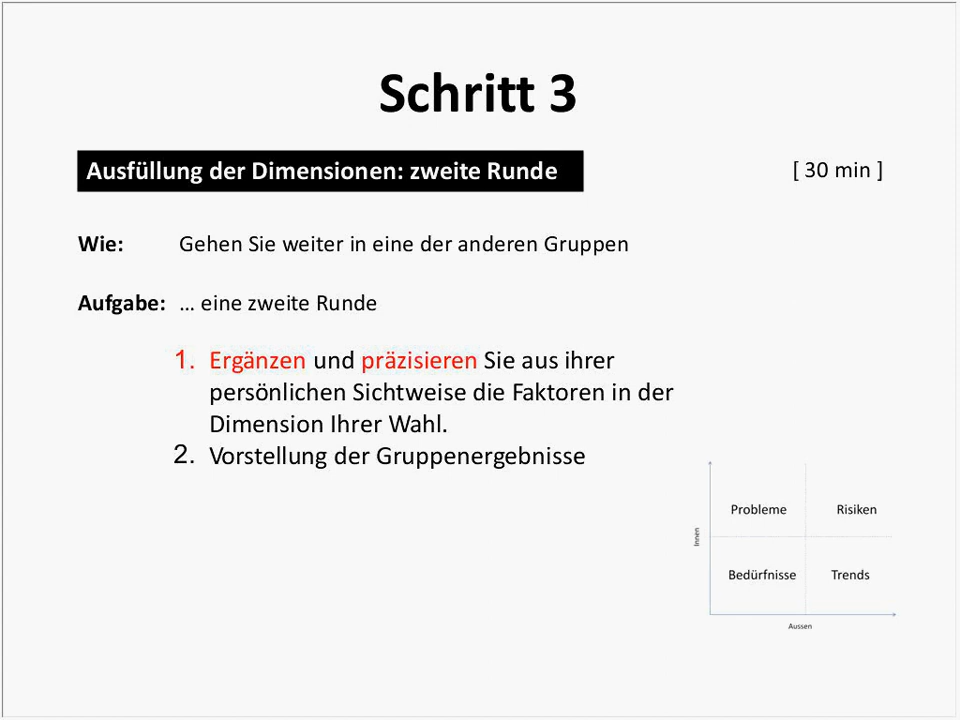 Schritt 3
Ausfüllung der Dimensionen: zweite Runde
[ 30 min ]
Wie: Gehen Sie weiter in eine der anderen Gruppen
Aufgabe: … eine zweite Runde
1. Ergänzen und präzisieren Sie aus ihrer
persönlichen Sichtweise die Faktoren in der
Dimension Ihrer Wahl.
2. Vorstellung der Gruppenergebnisse
Probleme
Risiken
Innen
Bedürfnisse
Trends
Aussen